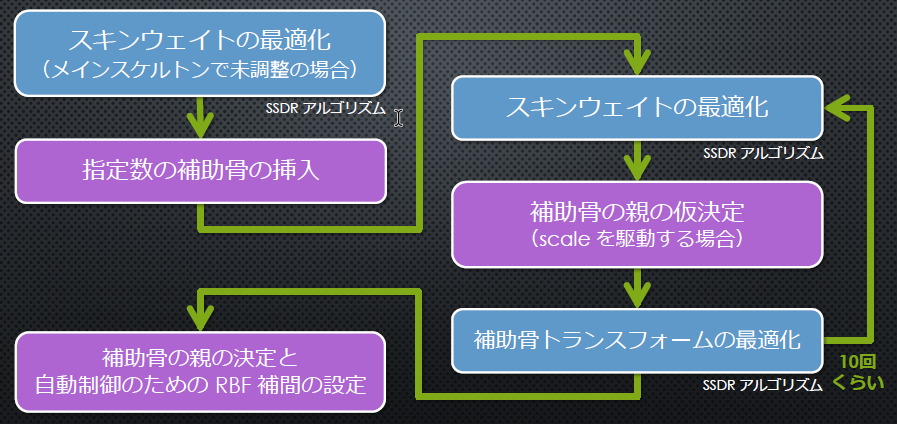 スキンウェイトの最適化
（メインスケルトンで未調整の場合）
SSDR アルゴリズム
指定数の補助骨の挿入
スキンウェイトの最適化
SSDR アルゴリズム
補助骨の親の仮決定
（scale を駆動する場合）
補助骨トランスフォームの最適化
SSDR アルゴリズム
10回
くらい
補助骨の親の決定と
自動制御のための RBF 補間の設定